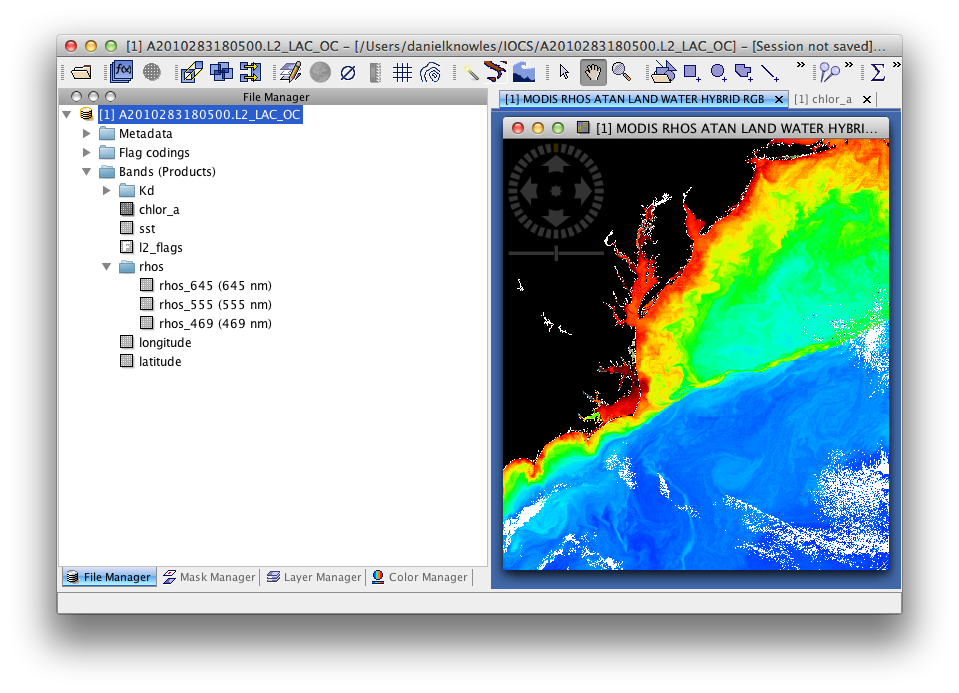 [1] A2010283180500.L2_LAC_OC – [/Users/danielknowles/IOCS/A2010283180500.L2_LAC_OC] – [Session not saved]...
f(x)
»
»
Σ
»
File Manager
[1] MODIS RHOS ATAN LAND WATER HYBRID RGB
[1] chlor_a
[1] A2010283180500.L2_LAC_OC
[1] MODIS RHOS ATAN LAND WATER HYBRI...
Metadata
Flag codings
Bands (Products)
Kd
chlor_a
sst
l2_flags
rhos
rhos_645 (645 nm)
rhos_555 (555 nm)
rhos_469 (469 nm)
longitude
latitude
File Manager
Mask Manager
Layer Manager
Color Manager